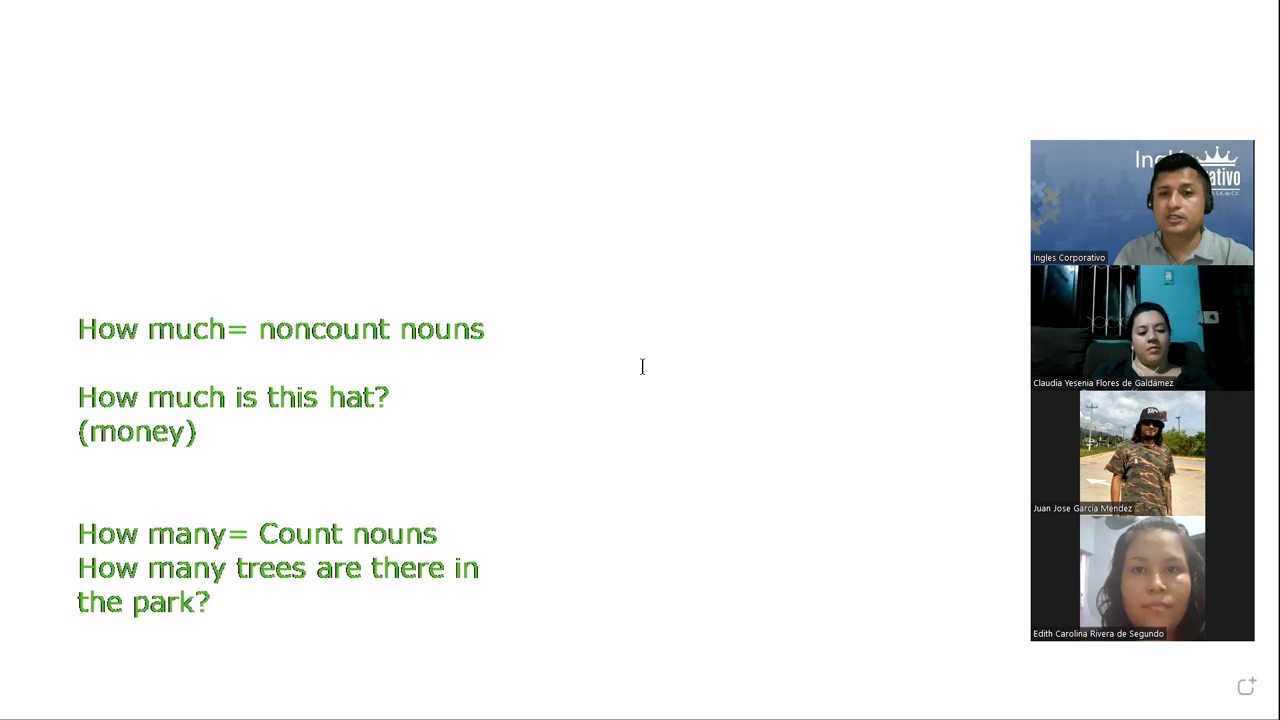 How much= noncount nouns
How much is this hat?
(money)
How many= Count nouns
How many trees are there in
the park?
Ingles Corporativo
Claudia Yesenia Flores de Galdámez
Juan Jose Garcia Mendez
Edith Carolina Rivera de Segundo